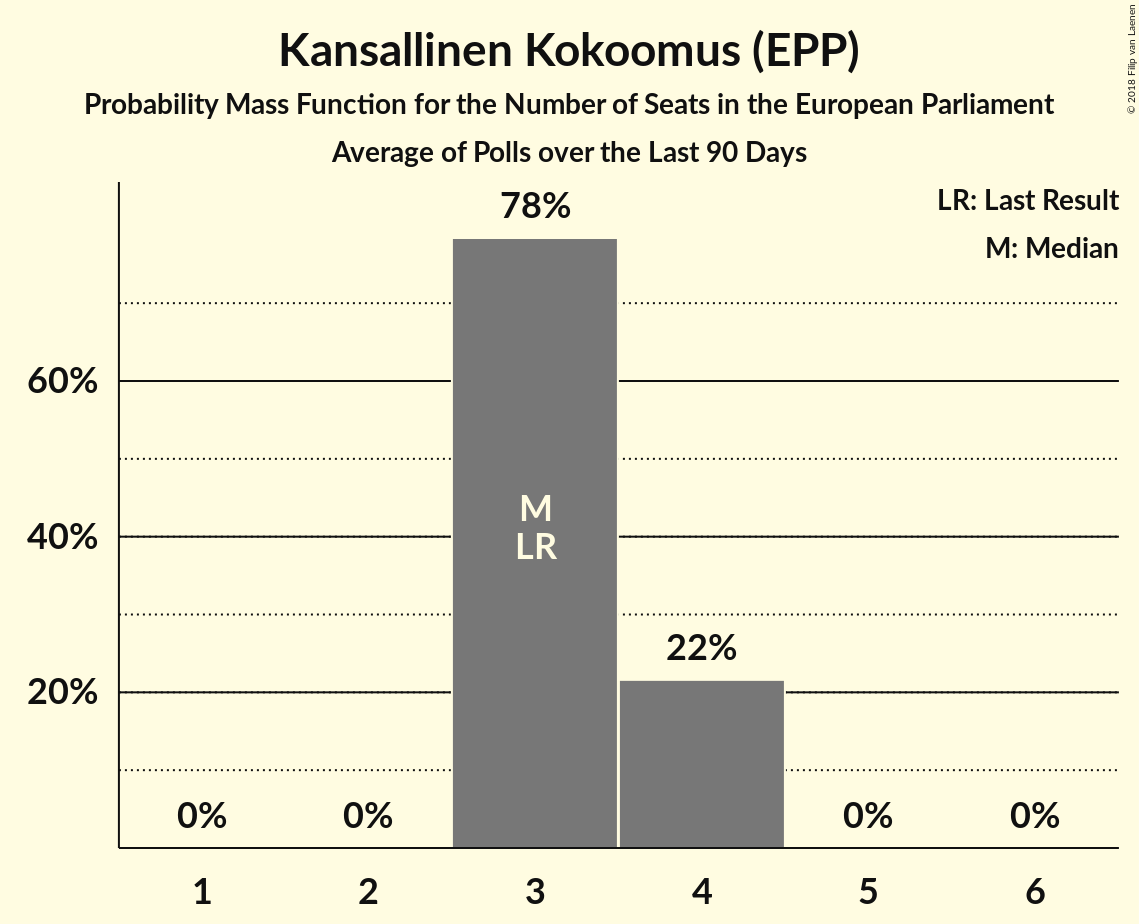 Kansallinen Kokoomus (EPP)
Probability Mass Function for the Number of Seats in the European Parliament
Average of Polls over the Last 90 Days
© 2018 Filip van Laenen
LR: Last Result
M: Median
78%
60%
M
40%
LR
22%
20%
0% 0% 0% 0%
1 2 3 4 5 6